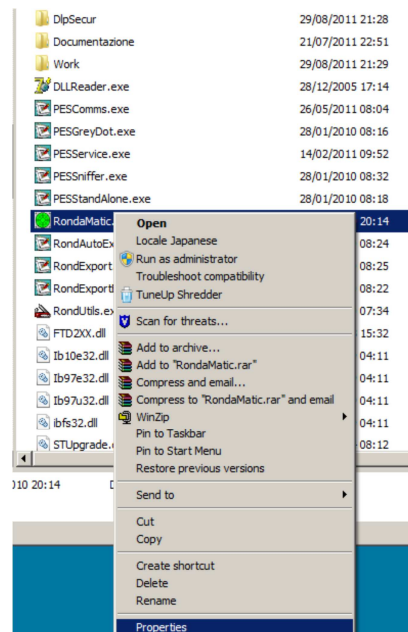 DlpSecur 29/08/2011 21:28
Documentazione 21/07/2011 22:51
Work 29/08/2011 21:29
DLLReader.exe 28/12/2005 17:14
PESComms.exe 26/05/2011 08:04
PESGreyDot.exe 28/01/2010 08:16
PESService.exe 14/02/2011 09:52
PESSniffer.exe 28/01/2010 08:32
PESStandAlone.exe 28/01/2010 08:18
RondaMatic. 20:14
RondAutoEx 08:24
RondExport 08:25
RondExport 08:22
RondUtils.ex 07:34
FTD2XX.dll 15:32
Ib10e32.dll 04:11
Ib97e32.dll 04:11
Ib97u32.dll 04:11
ibfs32.dll 04:11
STUpgrade. 08:12
010 20:14
Open
Locale Japanese
Run as administrator
Troubleshoot compatibility
TuneUp Shredder
Scan for threats...
Add to archive...
Add to "RondaMatic.rar"
Compress and email...
Compress to "RondaMatic.rar" and email
WinZip
Pin to Taskbar
Pin to Start Menu
Restore previous versions
Send to
Cut
Copy
Create shortcut
Delete
Rename
Properties